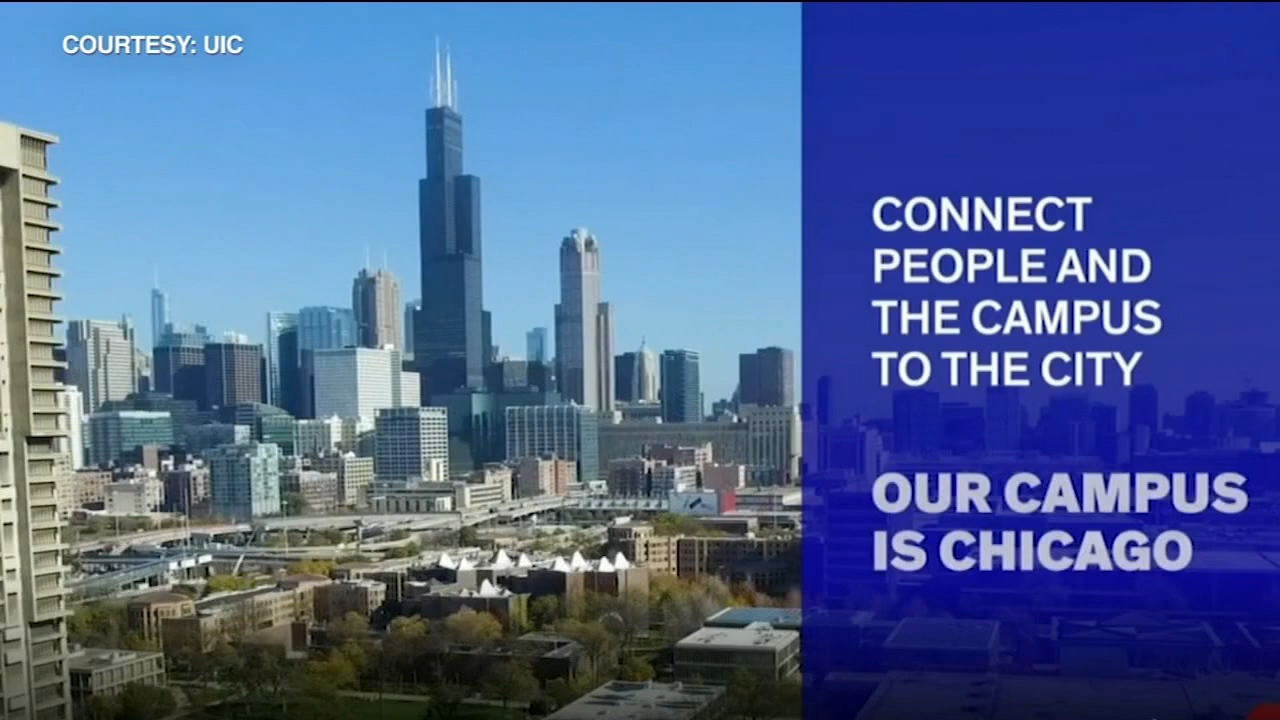 COURTESY: UIC
CONNECT
PEOPLE AND
THE CAMPUS
TO THE CITY
OUR CAMPUS
IS CHICAGO